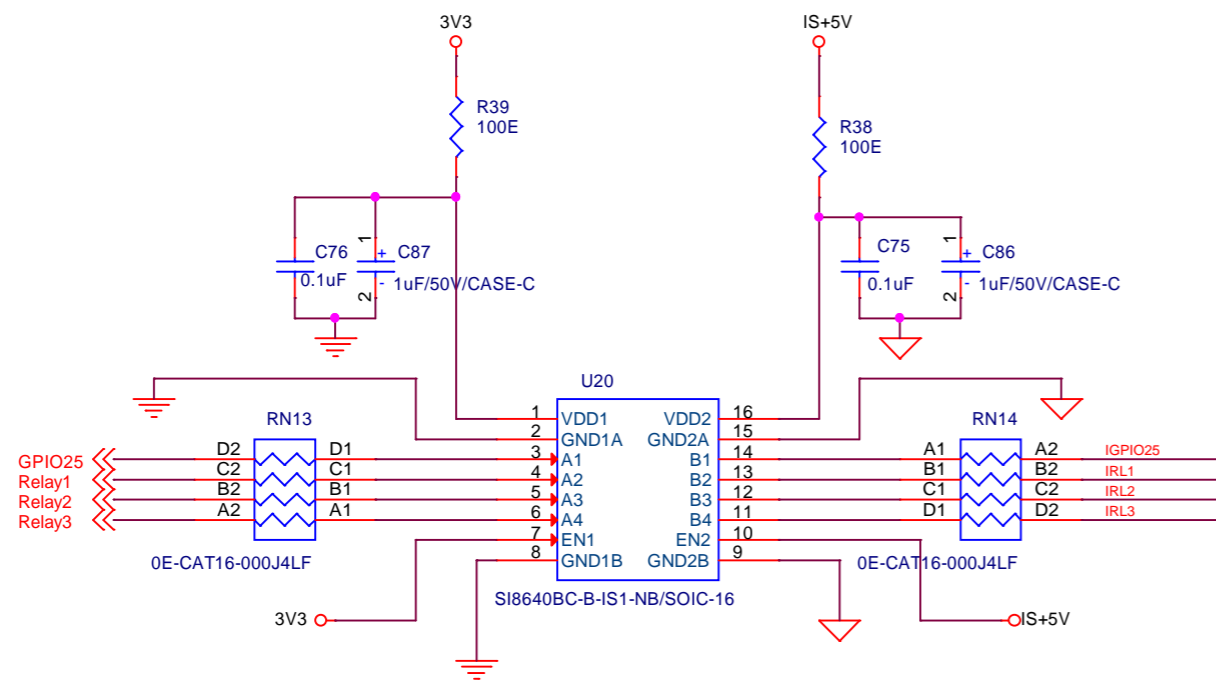 3V3
IS+5V
R39
100E
R38
100E
C76
0.1uF
1
+
C87
-
1uF/50V/CASE-C
2
C75
0.1uF
1
+
C86
-
1uF/50V/CASE-C
2
U20
RN13
RN14
1 VDD1 VDD2 16
2 GND1A GND2A 15
GPIO25 D2 D1 3 A1 B1 14 A1 A2 IGPIO25
Relay1 C2 C1 4 A2 B2 13 B1 B2 IRL1
Relay2 B2 B1 5 A3 B3 12 C1 C2 IRL2
Relay3 A2 A1 6 A4 B4 11 D1 D2 IRL3
7 EN1 EN2 10
8 GND1B GND2B 9
0E-CAT16-000J4LF
0E-CAT16-000J4LF
SI8640BC-B-IS1-NB/SOIC-16
3V3
IS+5V